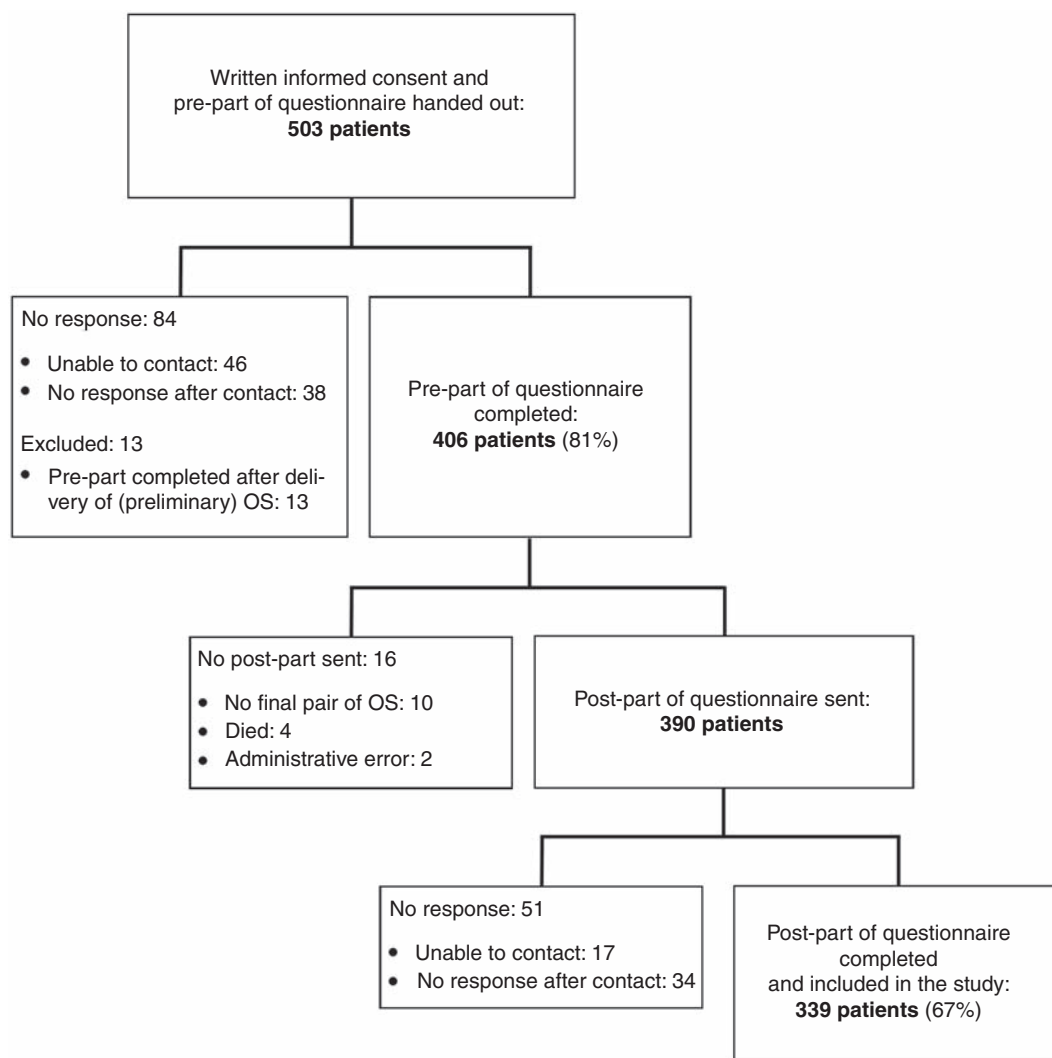 Written informed consent and
pre-part of questionnaire handed out:
503 patients
No response: 84
• Unable to contact: 46
• No response after contact: 38
Excluded: 13
• Pre-part completed after deli-
very of (preliminary) OS: 13
Pre-part of questionnaire
completed:
406 patients (81%)
No post-part sent: 16
• No final pair of OS: 10
• Died: 4
• Administrative error: 2
Post-part of questionnaire sent:
390 patients
No response: 51
• Unable to contact: 17
• No response after contact: 34
Post-part of questionnaire
completed
and included in the study:
339 patients (67%)